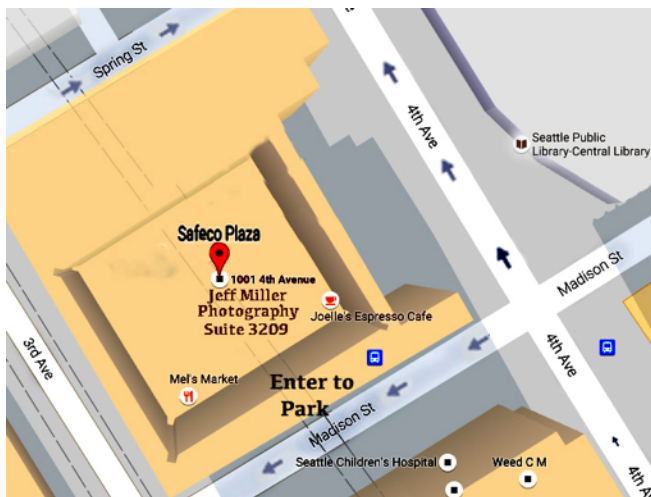 Spring St
4th Ave
Seattle Public
Library-Central Library
Safeco Plaza
1001 4th Avenue
Jeff Miller
Photography
Suite 3209
Joelle's Espresso Cafe
Madison St
3rd Ave
Mel's Market
Enter to
Park
Madison St
4th Ave
Seattle Children's Hospital
Weed C M
4th A